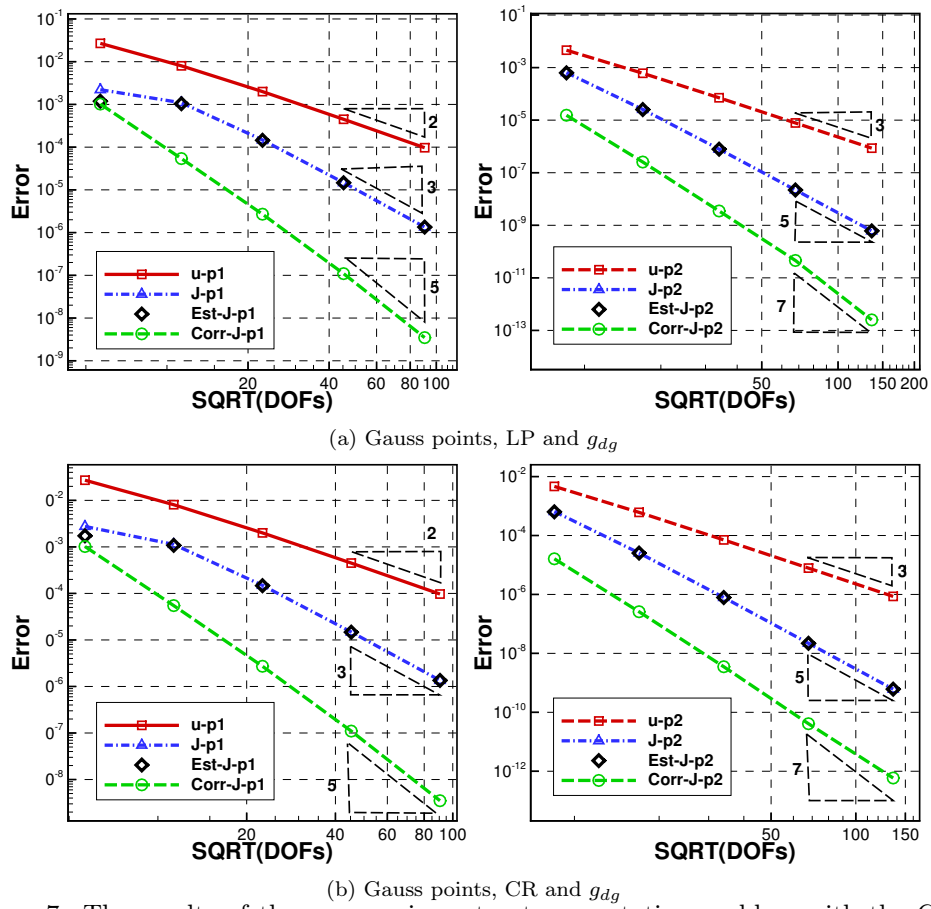 10^-1
10^-2
10^-3
10^-4
10^-5
10^-6
10^-7
10^-8
10^-9
Error
2
3
5
u-p1
J-p1
Est-J-p1
Corr-J-p1
20 40 60 80 100
SQRT(DOFs)
10^-1
10^-3
10^-5
10^-7
10^-9
10^-11
10^-13
Error
3
5
7
u-p2
J-p2
Est-J-p2
Corr-J-p2
50 100 150 200
SQRT(DOFs)
(a) Gauss points, LP and g_dg
0^-2
0^-3
0^-4
0^-5
0^-6
0^-7
0^-8
Error
2
3
5
u-p1
J-p1
Est-J-p1
Corr-J-p1
20 40 60 80 100
SQRT(DOFs)
10^-2
10^-4
10^-6
10^-8
10^-10
10^-12
Error
3
5
7
u-p2
J-p2
Est-J-p2
Corr-J-p2
50 100 150
SQRT(DOFs)
(b) Gauss points, CR and g_dg